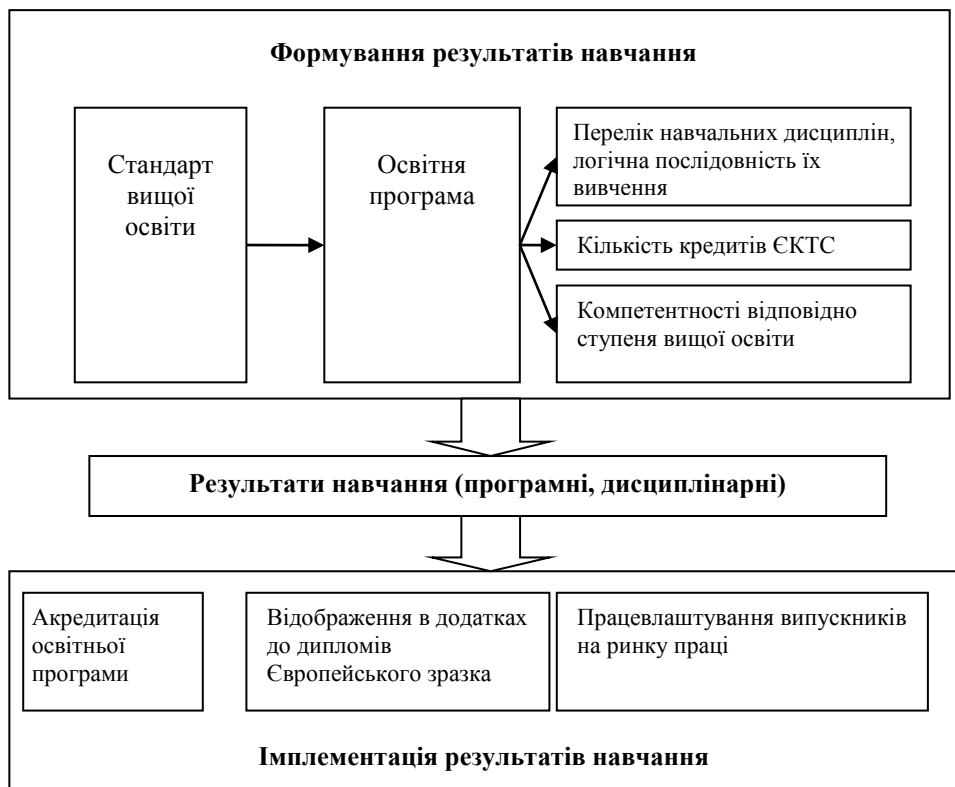 Формування результатів навчання
Стандарт
вищої
освіти
Освітня
програма
Перелік навчальних дисциплін,
логічна послідовність їх
вивчення
Кількість кредитів ЄКТС
Компетентності відповідно
ступеня вищої освіти
Результати навчання (програмні, дисциплінарні)
Акредитація
освітньої
програми
Відображення в додатках
до дипломів
Європейського зразка
Працевлаштування випускників
на ринку праці
Імплементація результатів навчання